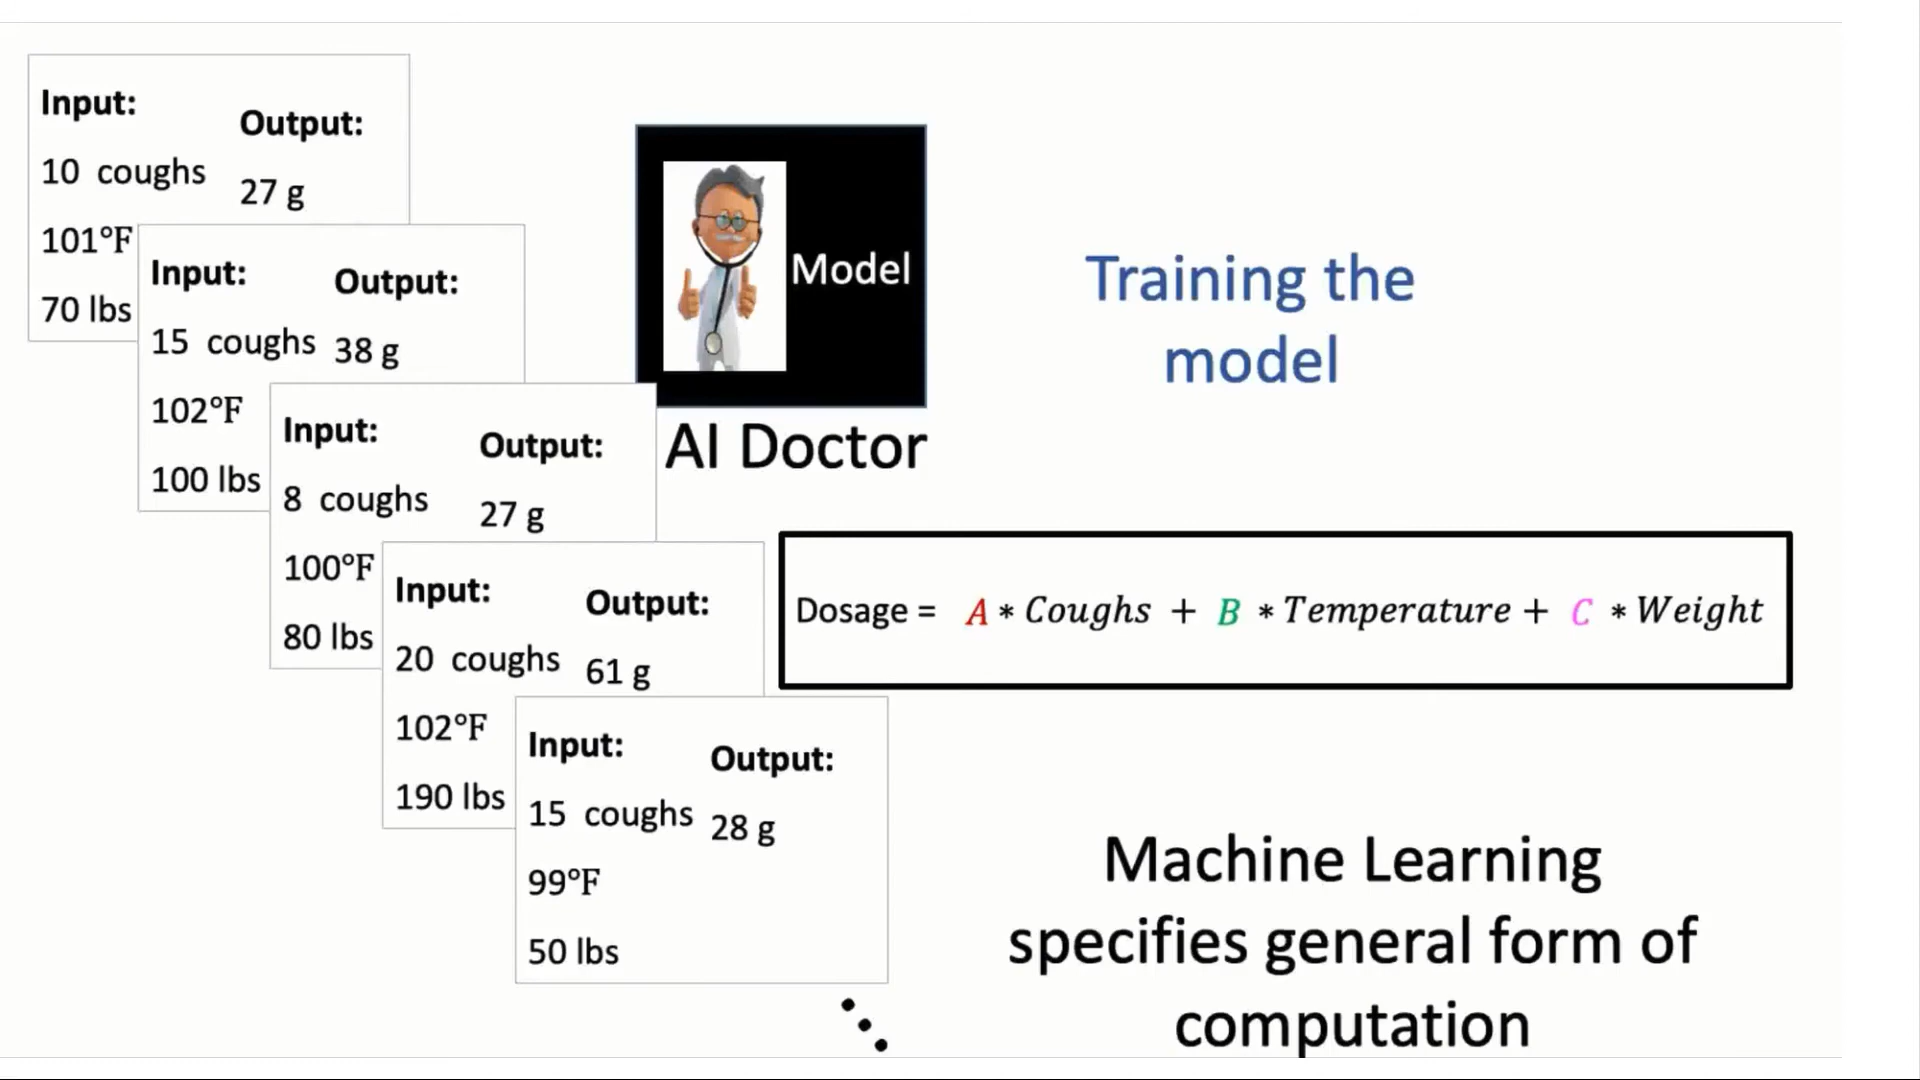 Input:
Output:
10 coughs
27 g
101°F
70 lbs
Input:
Output:
15 coughs
38 g
102°F
100 lbs
Input:
Output:
8 coughs
27 g
100°F
80 lbs
Input:
Output:
20 coughs
61 g
102°F
190 lbs
Input:
Output:
15 coughs
28 g
99°F
50 lbs
Model
AI Doctor
Training the
model
Dosage = A * Coughs + B * Temperature + C * Weight
Machine Learning
specifies general form of
computation